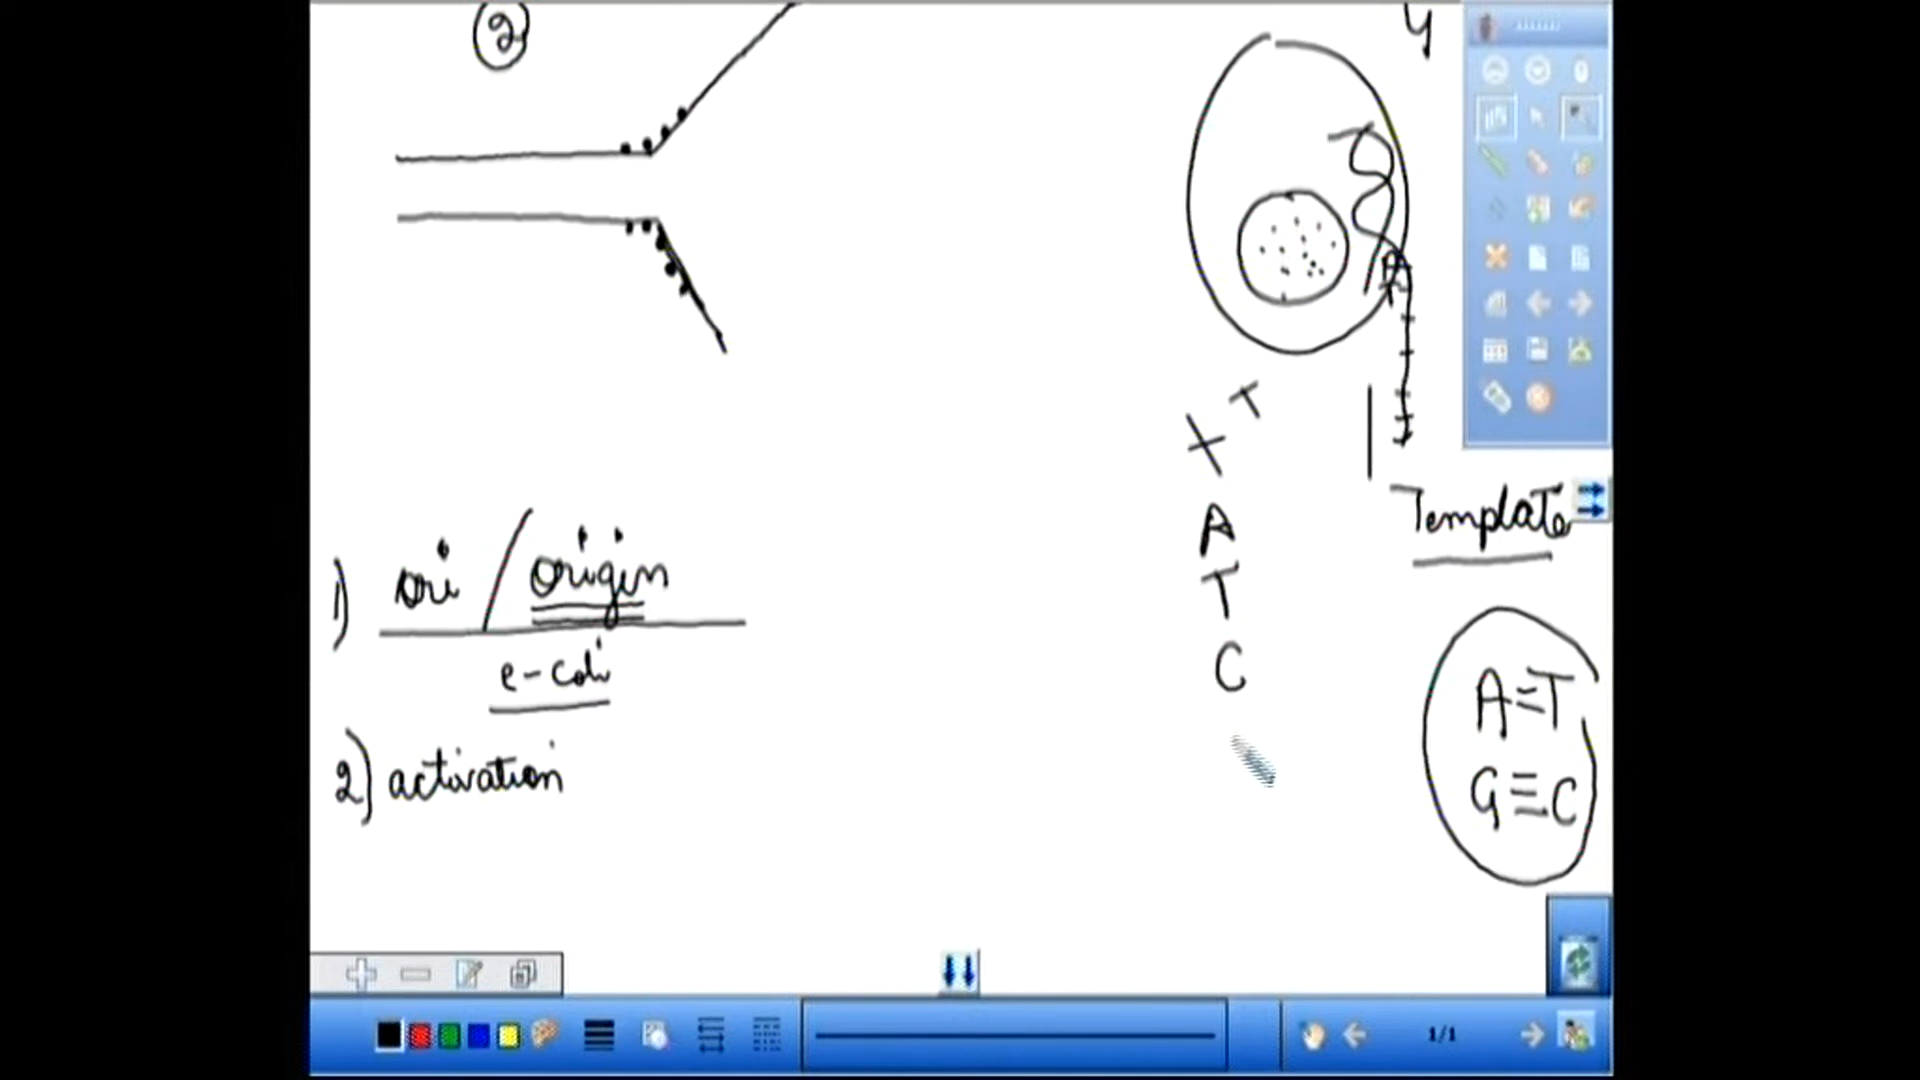 2
y
T
A
T
C
Template
1) ori / origin
e-coli
2) activation
A=T
G≡C
1/1